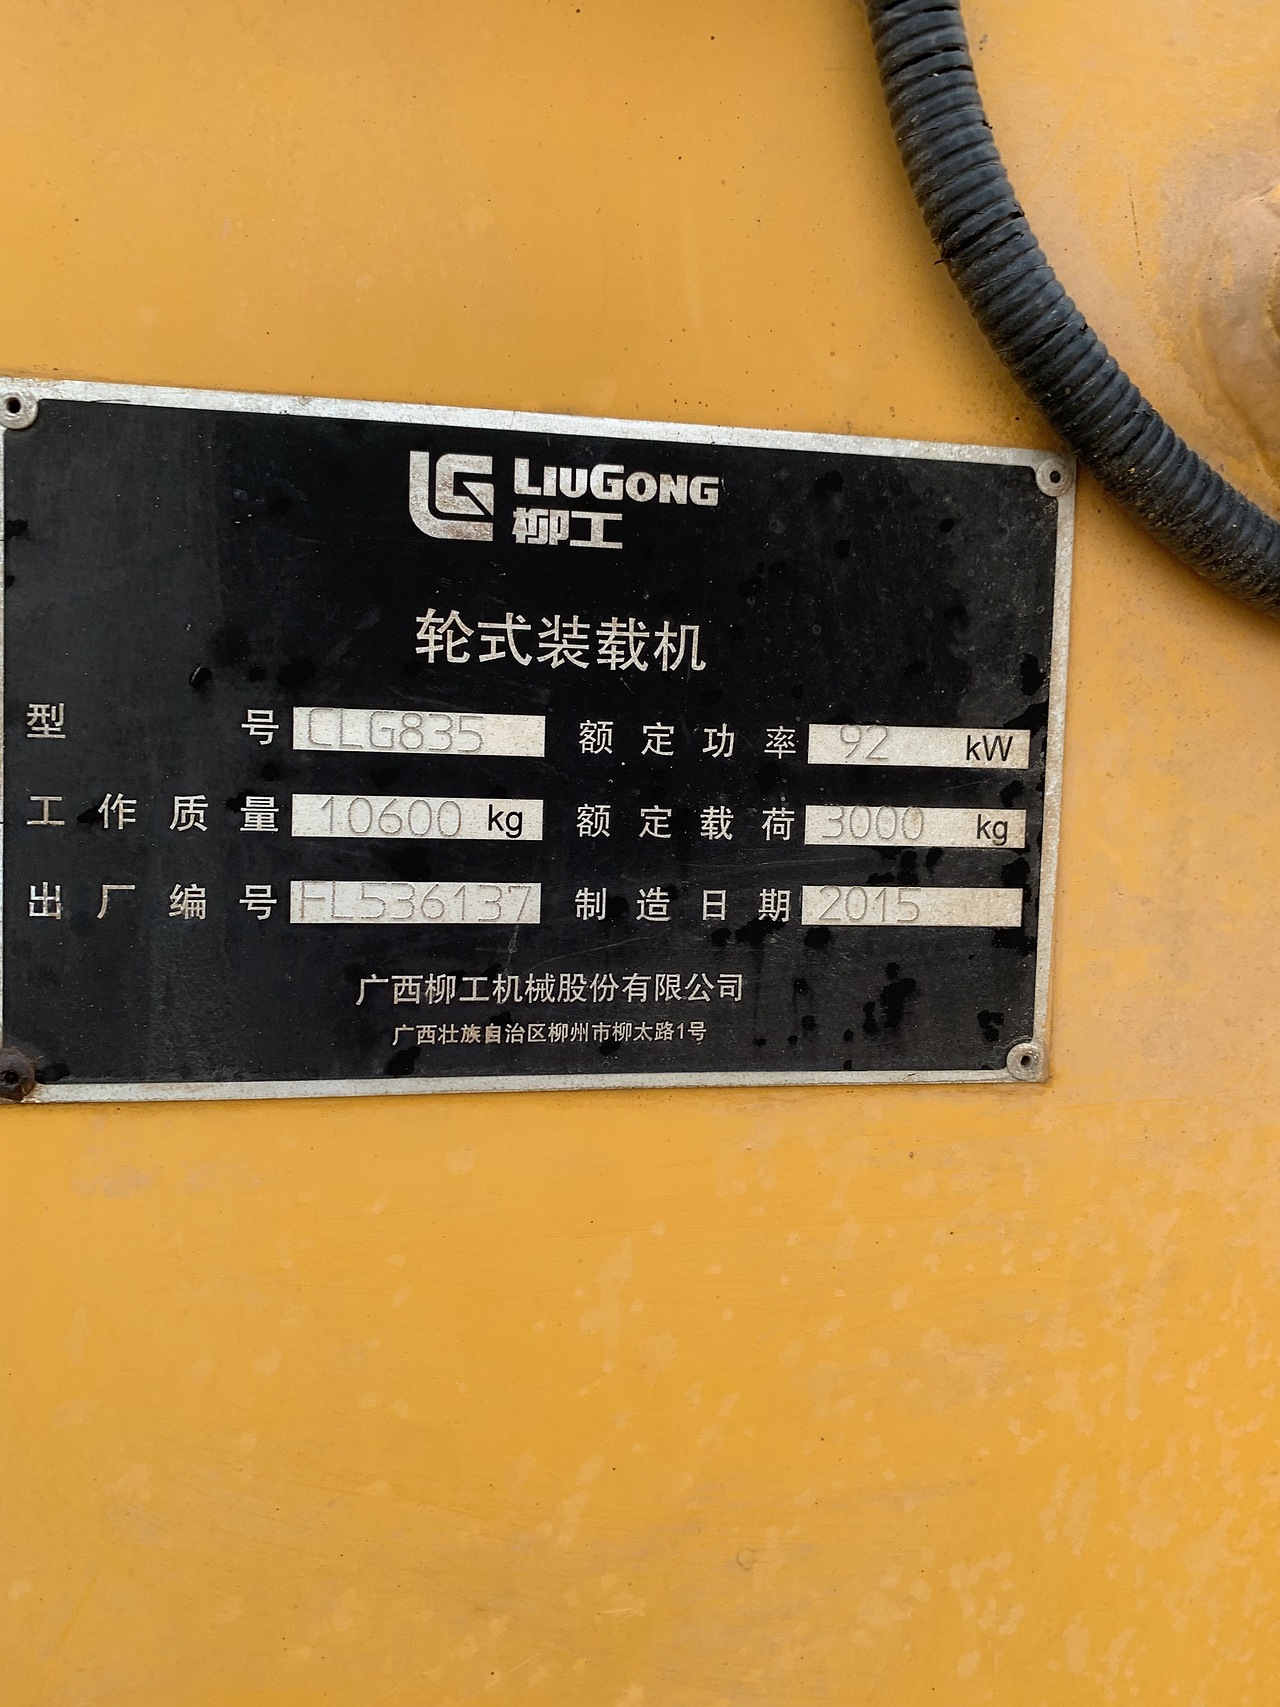 LIUGONG
柳工
轮式装载机
型号 CLG835 额定功率 92 kW
工作质量 10600 kg 额定载荷 3000 kg
出厂编号 FL536137 制造日期 2015
广西柳工机械股份有限公司
广西壮族自治区柳州市柳太路1号